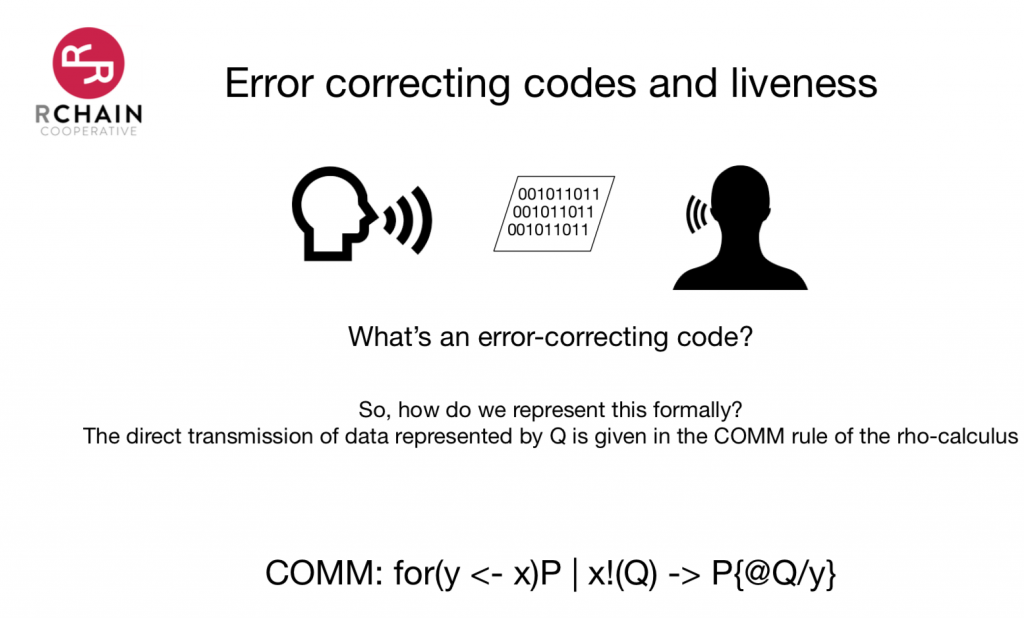 RCHAIN
COOPERATIVE
Error correcting codes and liveness
001011011
001011011
001011011
What’s an error-correcting code?
So, how do we represent this formally?
The direct transmission of data represented by Q is given in the COMM rule of the rho-calculus
COMM: for(y <- x)P | x!(Q) -> P{@Q/y}